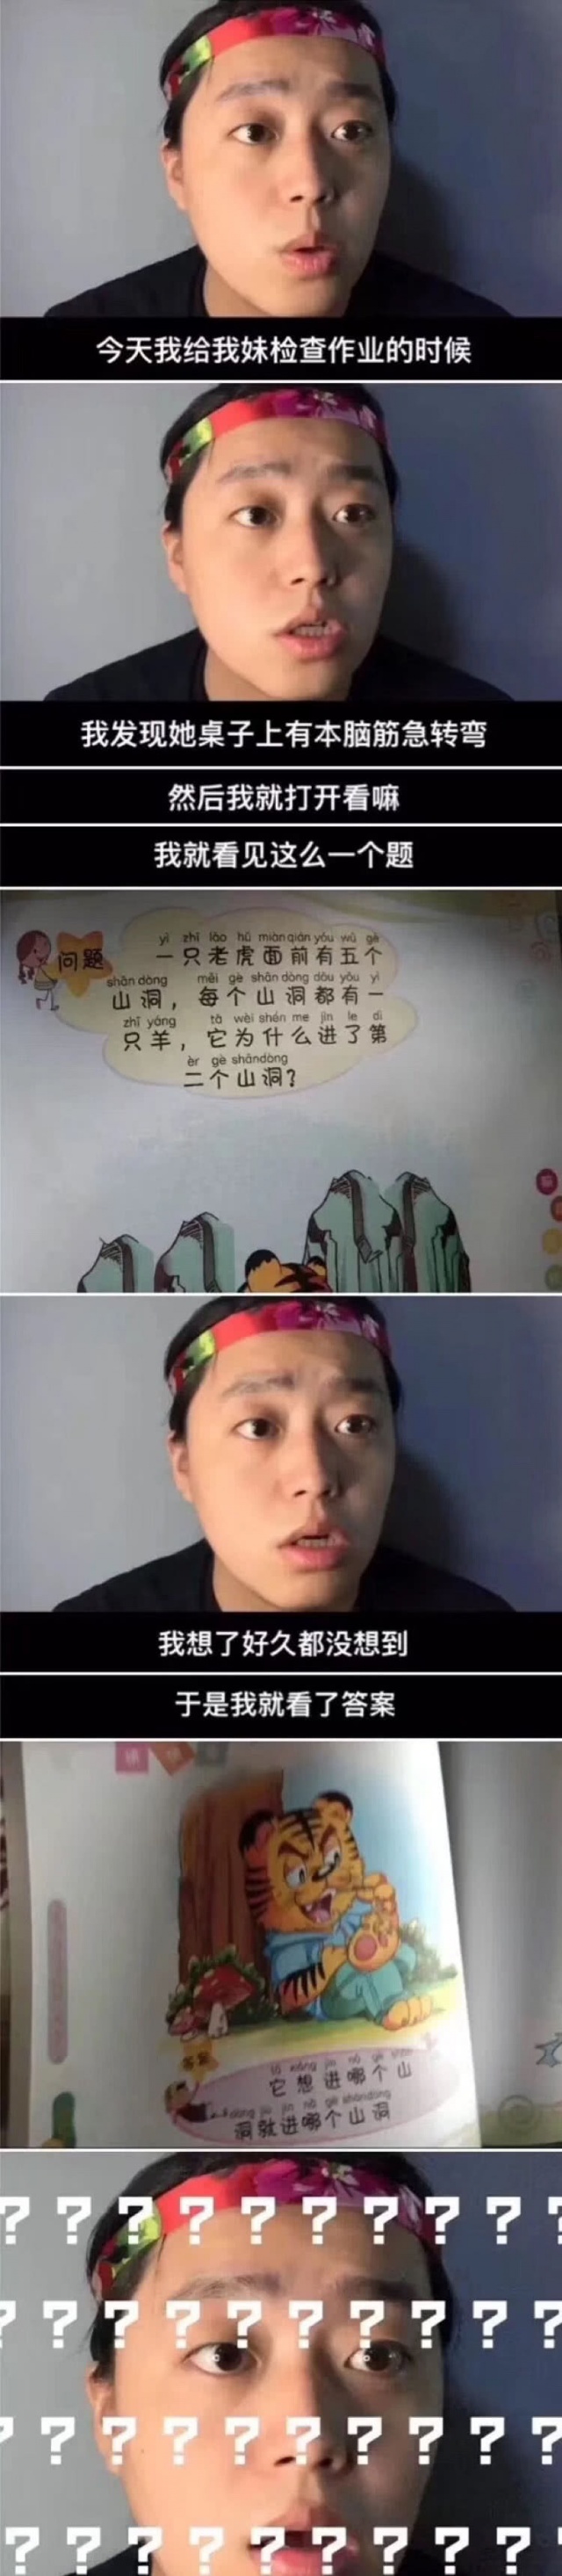 今天我给我妹检查作业的时候
我发现她桌子上有本脑筋急转弯
然后我就打开看嘛
我就看见这么一个题
问题
yì zhī lǎo hǔ miàn qián yǒu wǔ gè
一只老虎面前有五个
shān dòng měi gè shān dòng dōu yǒu yì
山洞，每个山洞都有一
zhī yáng tā wèi shén me jìn le dì
只羊，它为什么进了第
èr gè shāndòng
二个山洞？
我想了好久都没想到
于是我就看了答案
答案
它想进哪个山
洞就进哪个山洞
? ? ? ? ? ? ? ? ? ?
? ? ? ? ? ? ? ? ? ?
? ? ? ? ? ? ? ? ? ?
? ? ? ? ? ? ? ? ?